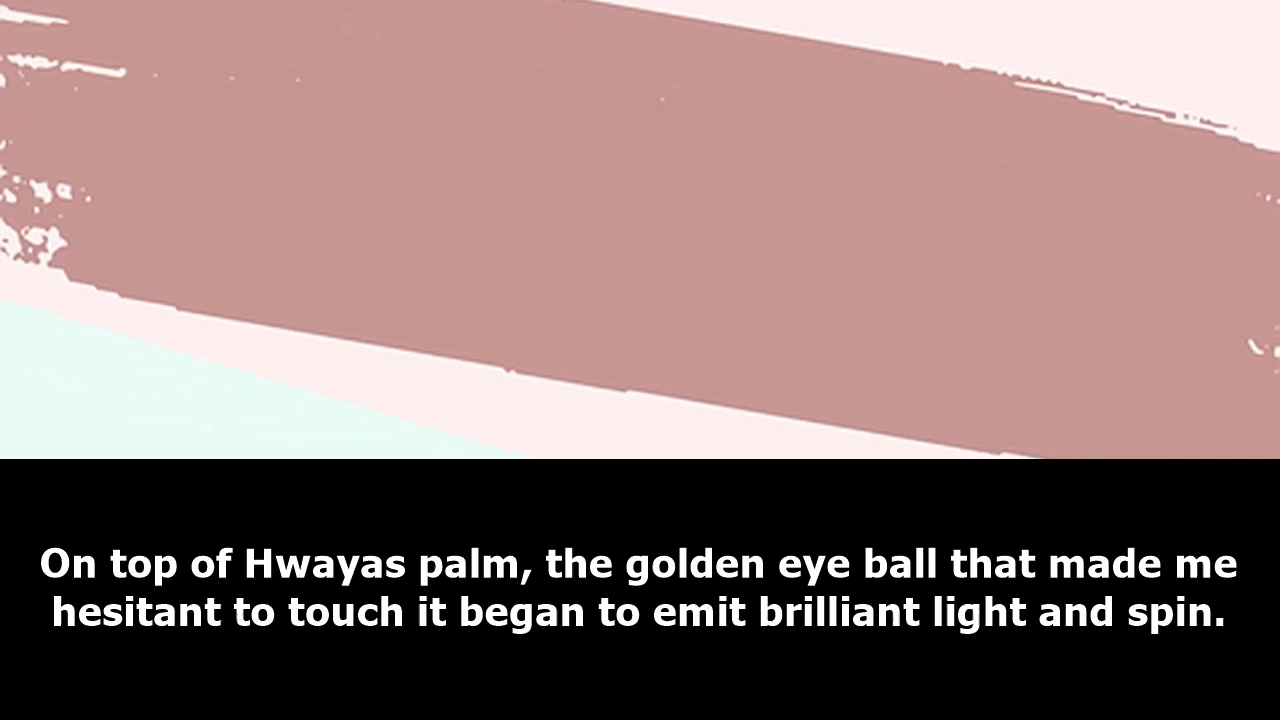 On top of Hwayas palm, the golden eye ball that made me
hesitant to touch it began to emit brilliant light and spin.